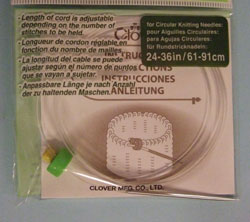 Length of cord is adjustable
depending on the number of
stitches to be held.
Longueur de cordon réglable en
fonction du nombre de mailles.
La longitud del cable se puede
ajustar según el número de puntos
que se vayan a sujetar.
Anpassbare Länge je nach Anzahl
der zu haltenden Maschen.
for Circular Knitting Needles:
pour Aiguilles Circulaires:
para Agujas Circulares:
für Rundstricknadeln:
24-36in/61-91cm
Clover
INSTRUCCIONES
ANLEITUNG
CLOVER MFG. CO., LTD.